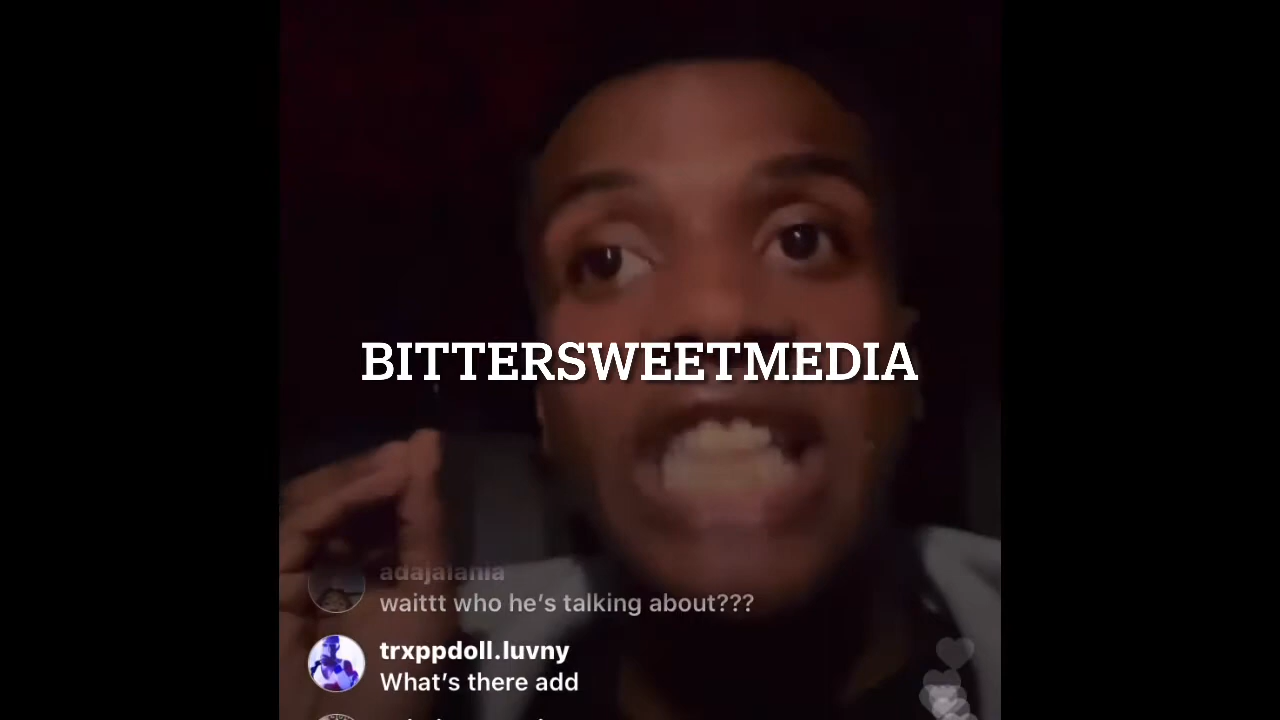 BITTERSWEETMEDIA
adajalania
waittt who he’s talking about???
trxppdoll.luvny
What’s there add